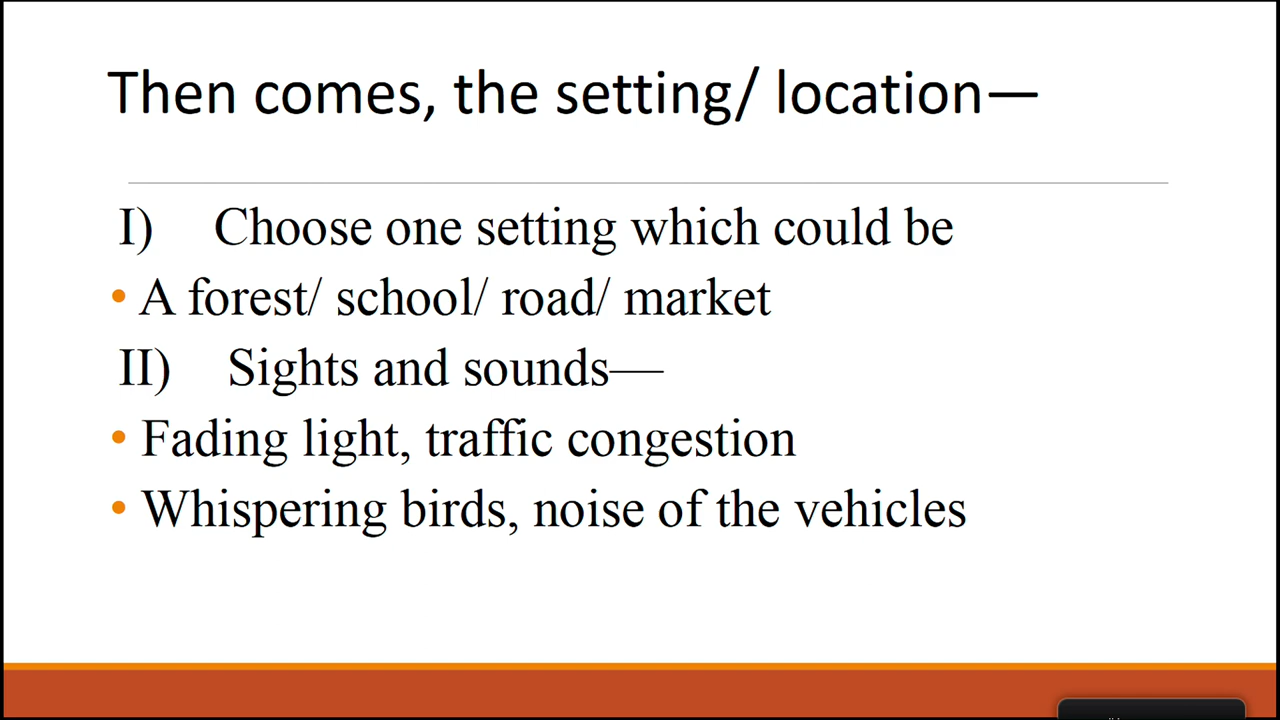 Then comes, the setting/ location—
I) Choose one setting which could be
• A forest/ school/ road/ market
II) Sights and sounds—
• Fading light, traffic congestion
• Whispering birds, noise of the vehicles